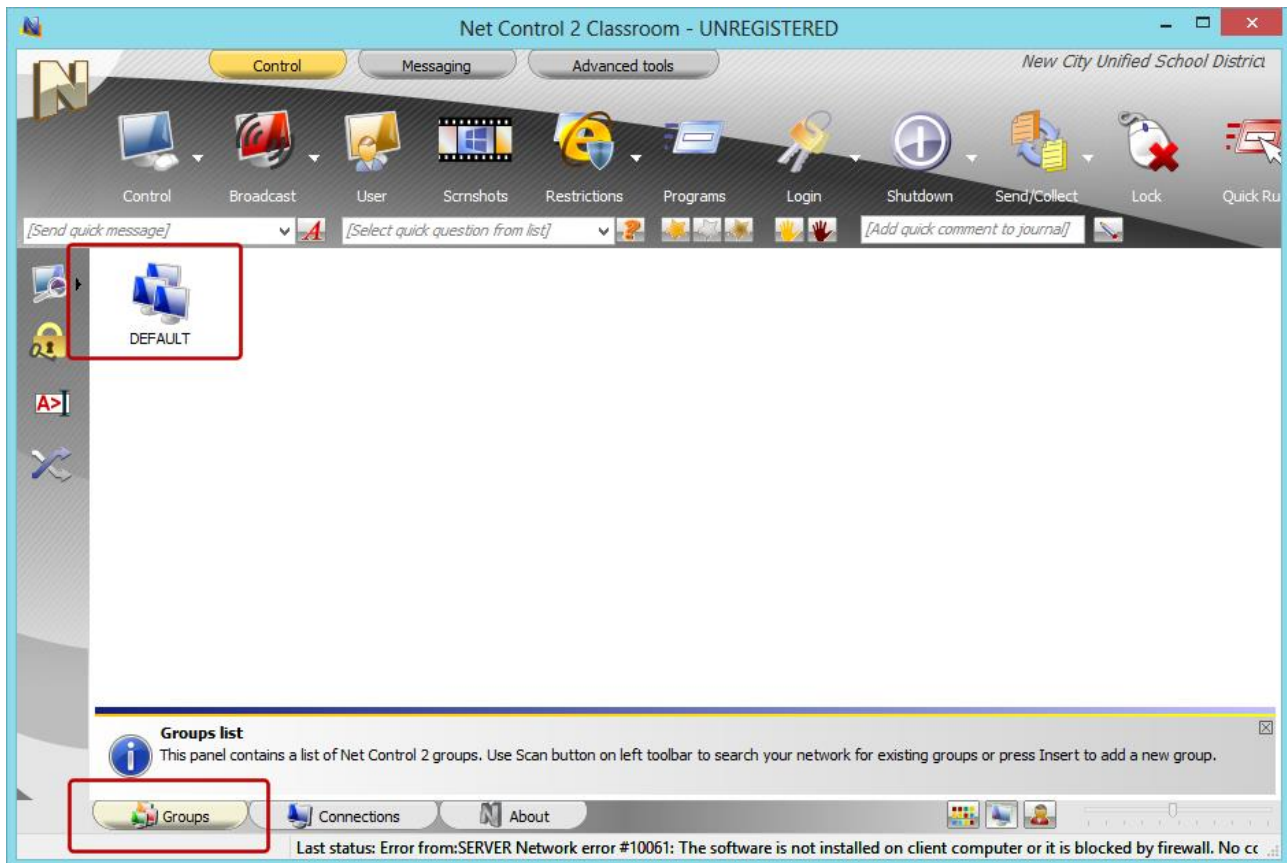 Net Control 2 Classroom - UNREGISTERED
Control Messaging Advanced tools New City Unified School District
Control Broadcast User Scrnshots Restrictions Programs Login Shutdown Send/Collect Lock Quick Ru
[Send quick message] [Select quick question from list] [Add quick comment to journal]
DEFAULT
A>
Groups list
This panel contains a list of Net Control 2 groups. Use Scan button on left toolbar to search your network for existing groups or press Insert to add a new group.
Groups Connections About
Last status: Error from:SERVER Network error #10061: The software is not installed on client computer or it is blocked by firewall. No cc